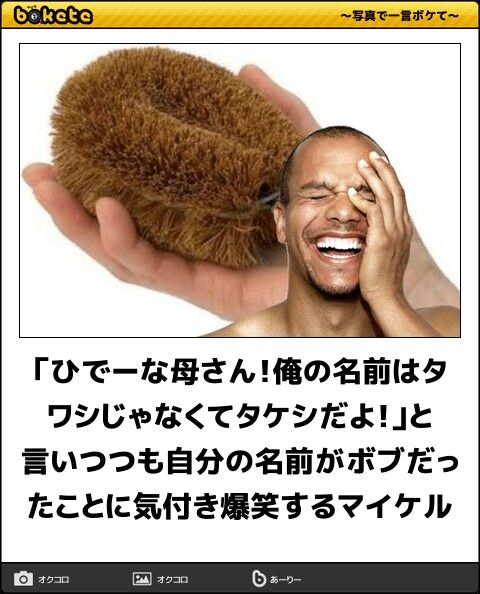 bokete
〜写真で一言ボケて〜
「ひでーな母さん!俺の名前はタ
ワシじゃなくてタケシだよ!」と
言いつつも自分の名前がボブだっ
たことに気付き爆笑するマイケル
オクコロ オクコロ あーりー